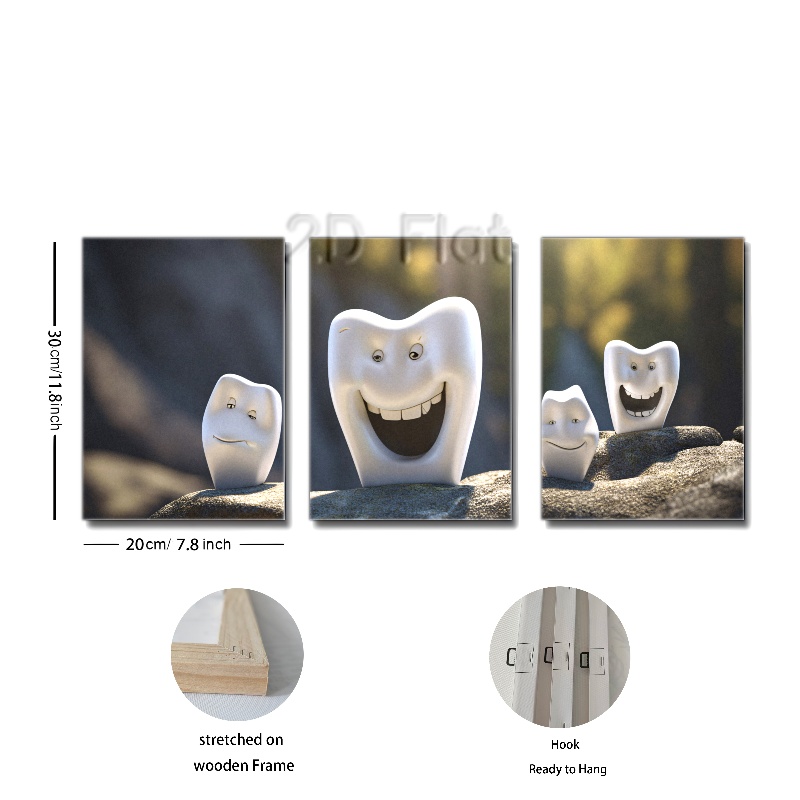 2D Flat
30cm/11.8inch
20cm/ 7.8 inch
stretched on
wooden Frame
Hook
Ready to Hang